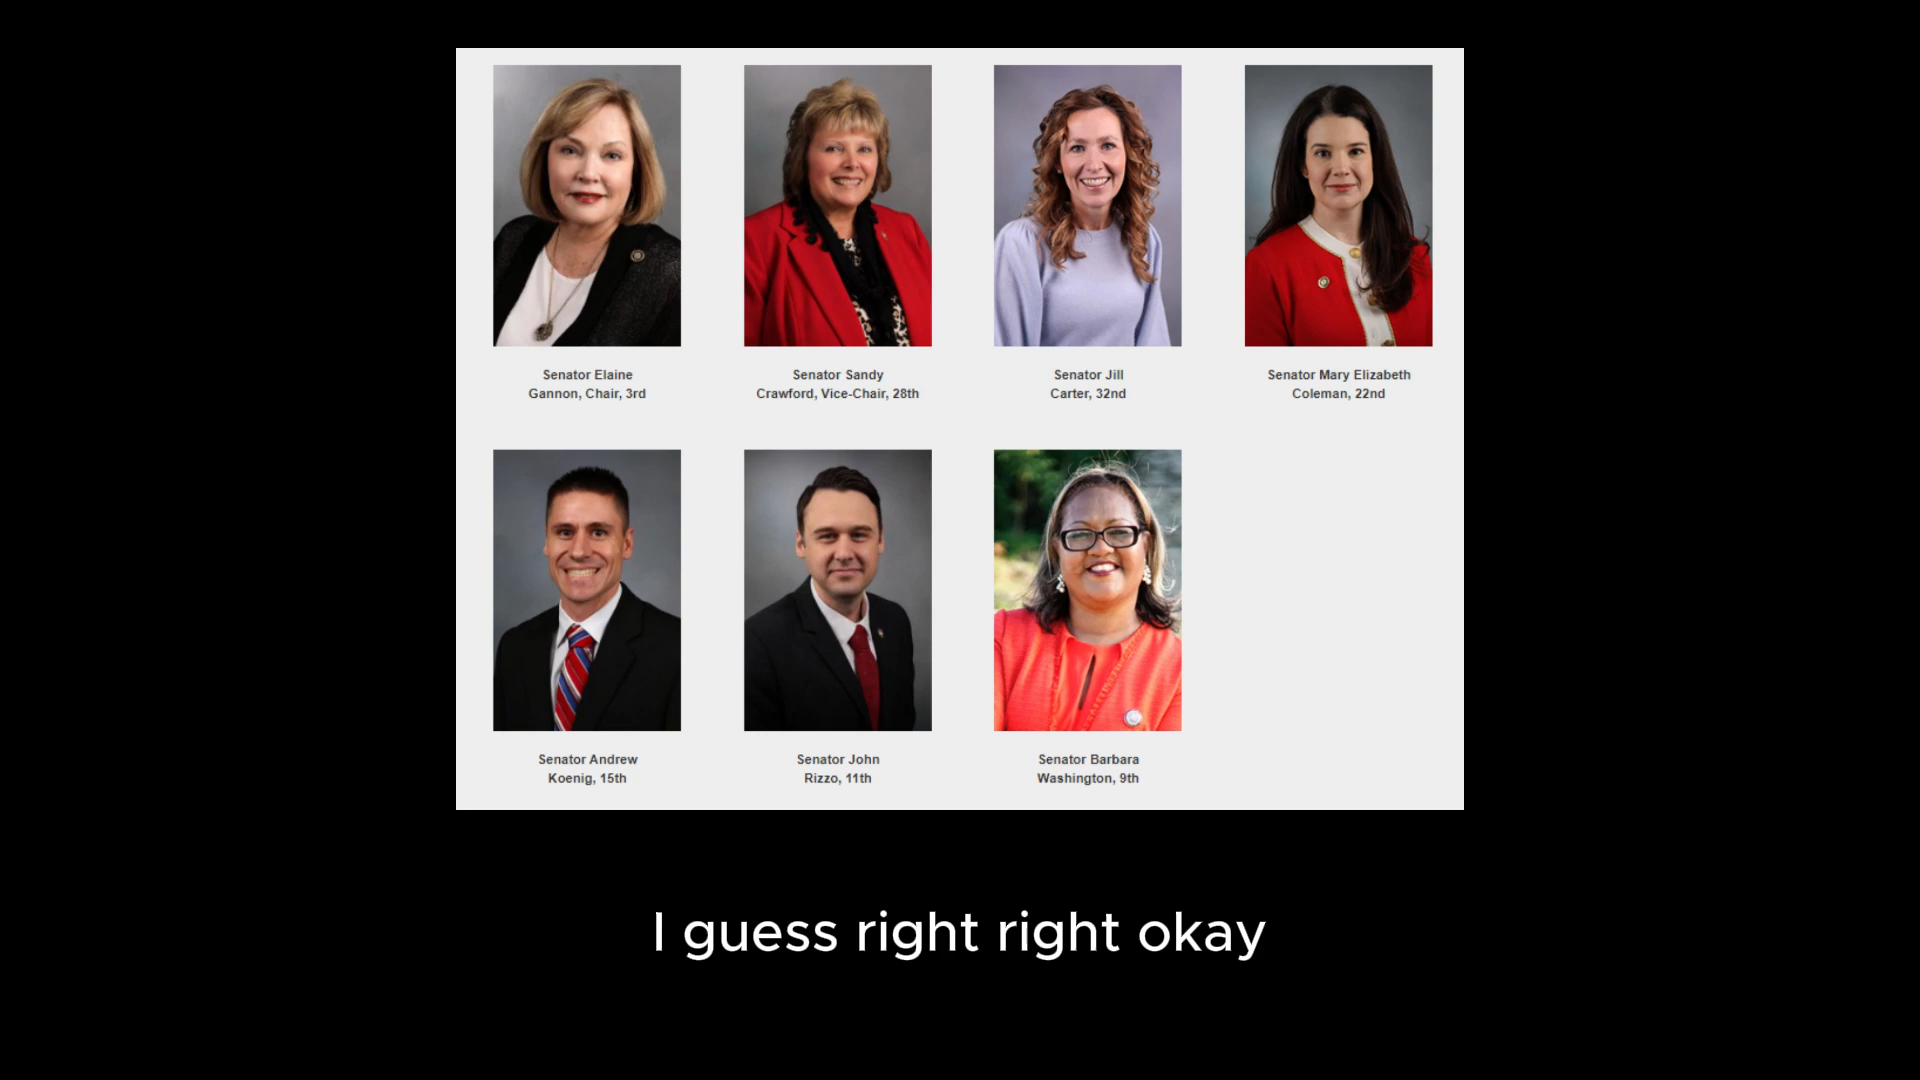 Senator Elaine
Gannon, Chair, 3rd
Senator Sandy
Crawford, Vice-Chair, 28th
Senator Jill
Carter, 32nd
Senator Mary Elizabeth
Coleman, 22nd
Senator Andrew
Koenig, 15th
Senator John
Rizzo, 11th
Senator Barbara
Washington, 9th
I guess right right okay